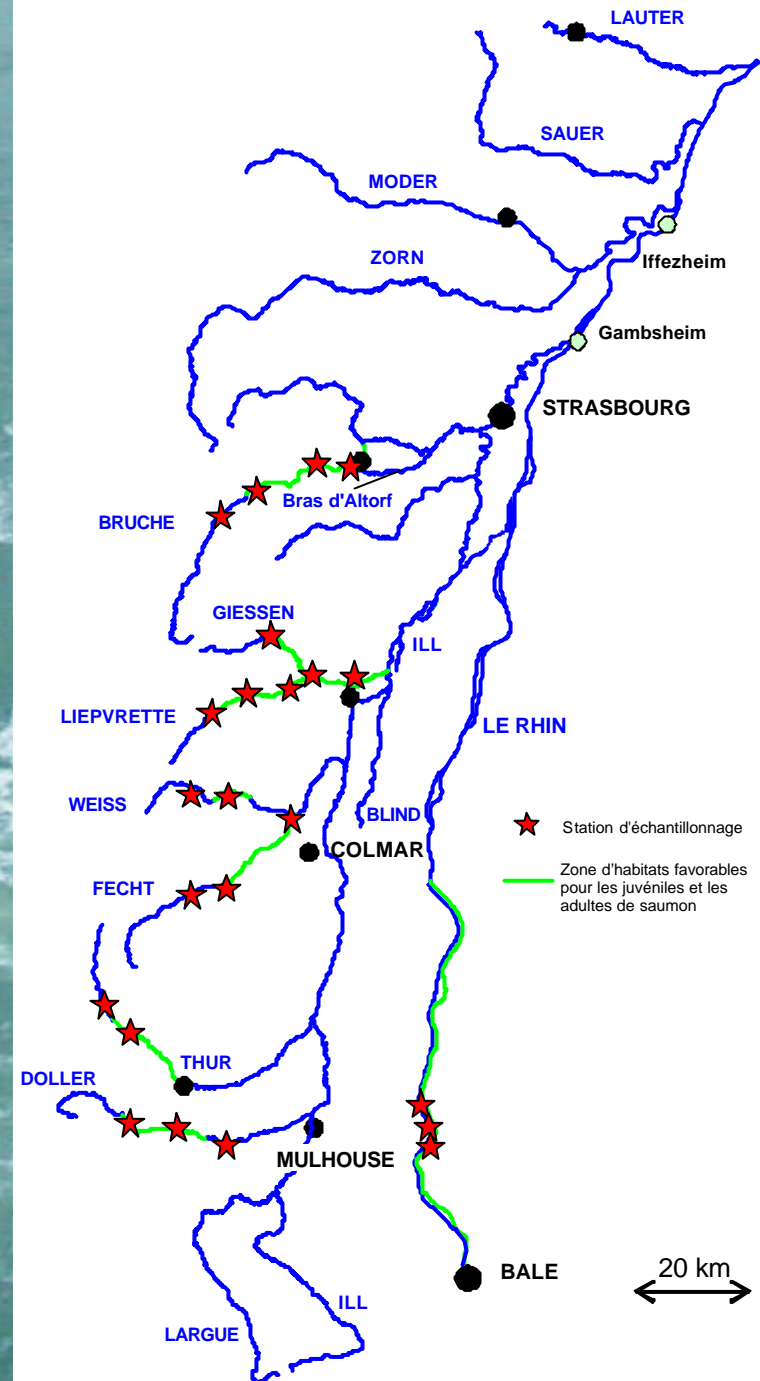 LAUTER
SAUER
MODER
Iffezheim
ZORN
Gambsheim
STRASBOURG
Bras d'Altorf
BRUCHE
GIESSEN
ILL
LIEPVRETTE
LE RHIN
WEISS
BLIND
Station d'échantillonnage
COLMAR
Zone d'habitats favorables
pour les juvéniles et les
adultes de saumon
FECHT
THUR
DOLLER
MULHOUSE
20 km
BALE
ILL
LARGUE